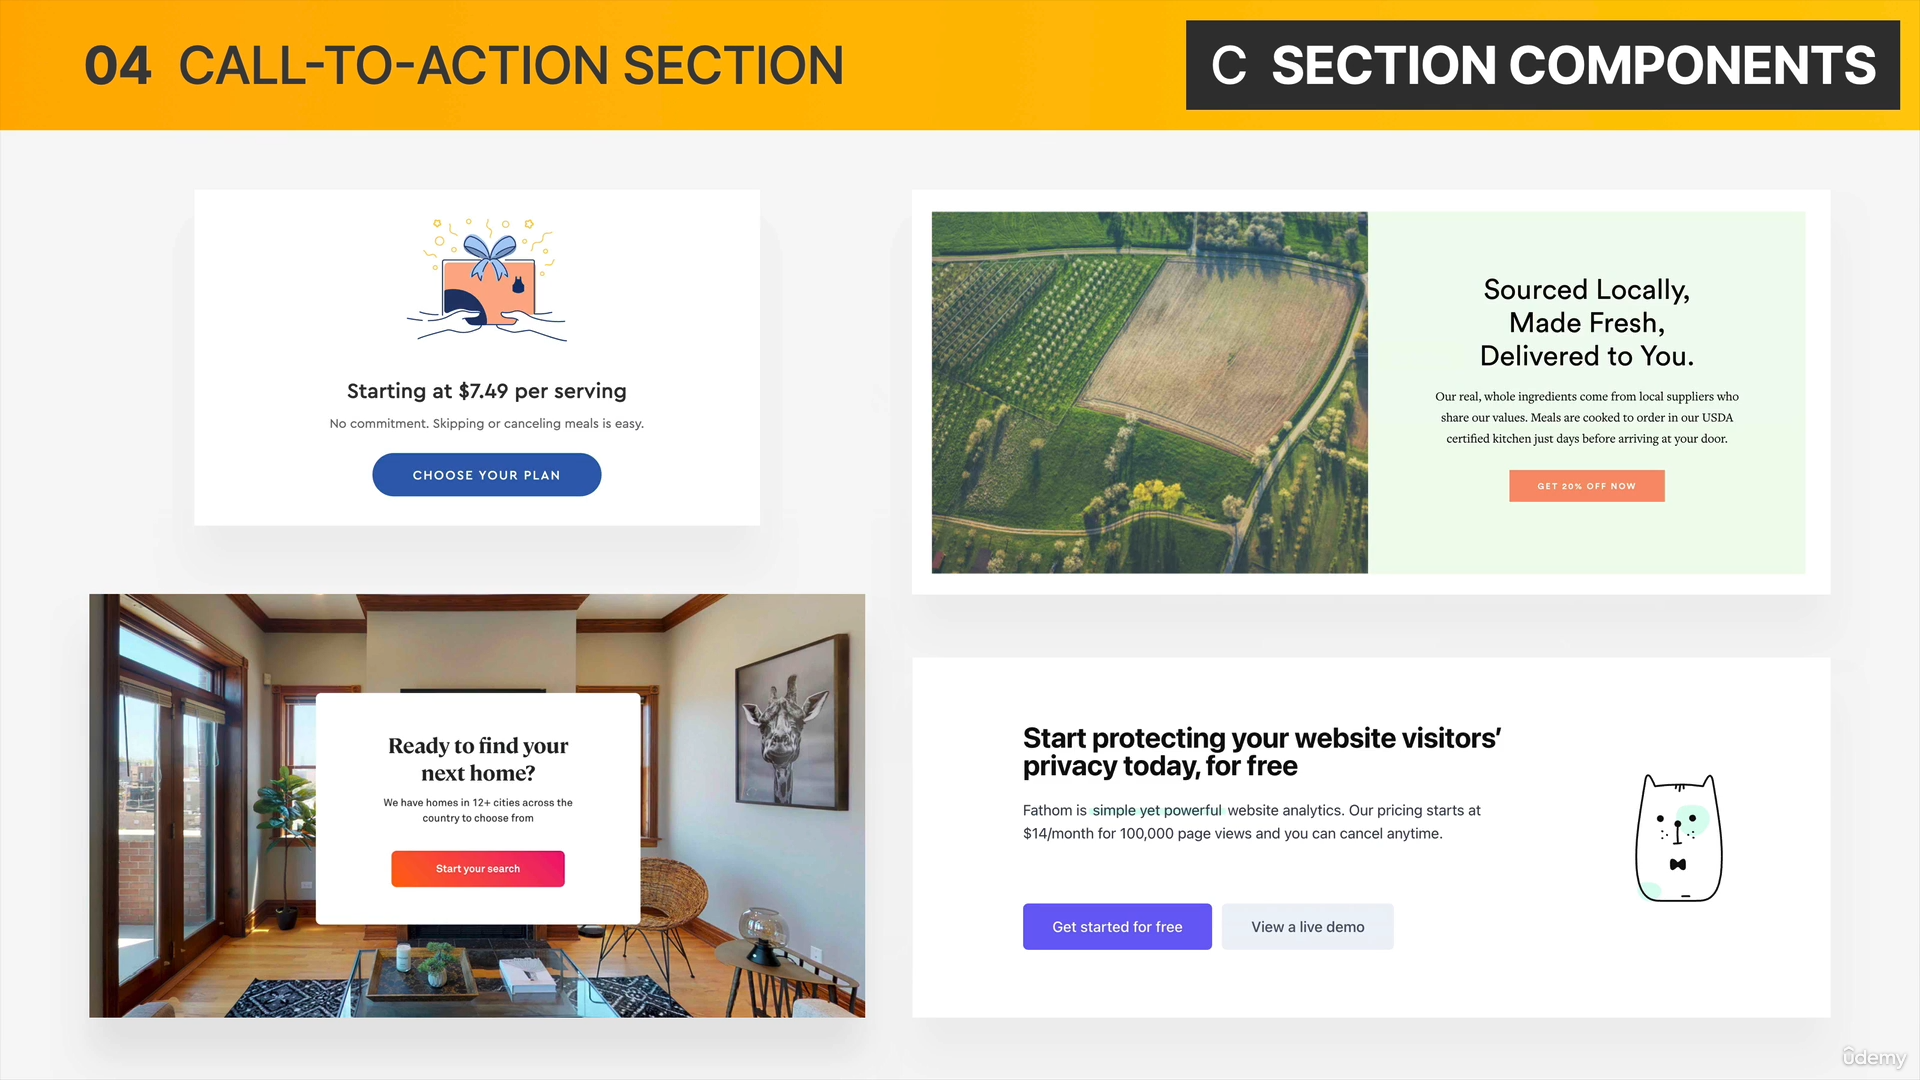 04 CALL-TO-ACTION SECTION
C SECTION COMPONENTS
Starting at $7.49 per serving
No commitment. Skipping or canceling meals is easy.
CHOOSE YOUR PLAN
Sourced Locally,
Made Fresh,
Delivered to You.
Our real, whole ingredients come from local suppliers who
share our values. Meals are cooked to order in our USDA
certified kitchen just days before arriving at your door.
GET 20% OFF NOW
Ready to find your
next home?
We have homes in 12+ cities across the
country to choose from
Start your search
Start protecting your website visitors’
privacy today, for free
Fathom is simple yet powerful website analytics. Our pricing starts at
$14/month for 100,000 page views and you can cancel anytime.
Get started for free
View a live demo
ûdemy